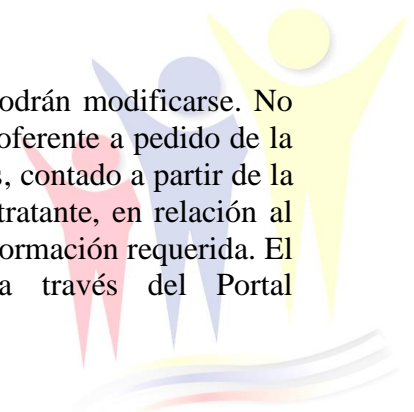 odrán modificarse. No
oferente a pedido de la
s, contado a partir de la
tratante, en relación al
ormación requerida. El
a través del Portal